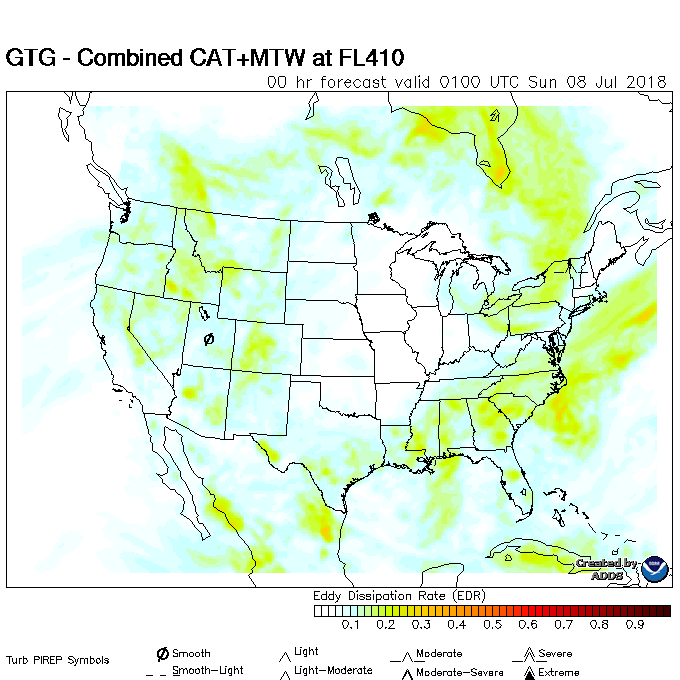 GTG - Combined CAT+MTW at FL410
00 hr forecast valid 0100 UTC Sun 08 Jul 2018
Created by
ADDS
Eddy Dissipation Rate (EDR)
0.1 0.2 0.3 0.4 0.5 0.6 0.7 0.8 0.9
Turb PIREP Symbols
Smooth Light Moderate Severe
Smooth-Light Light-Moderate Moderate-Severe Extreme